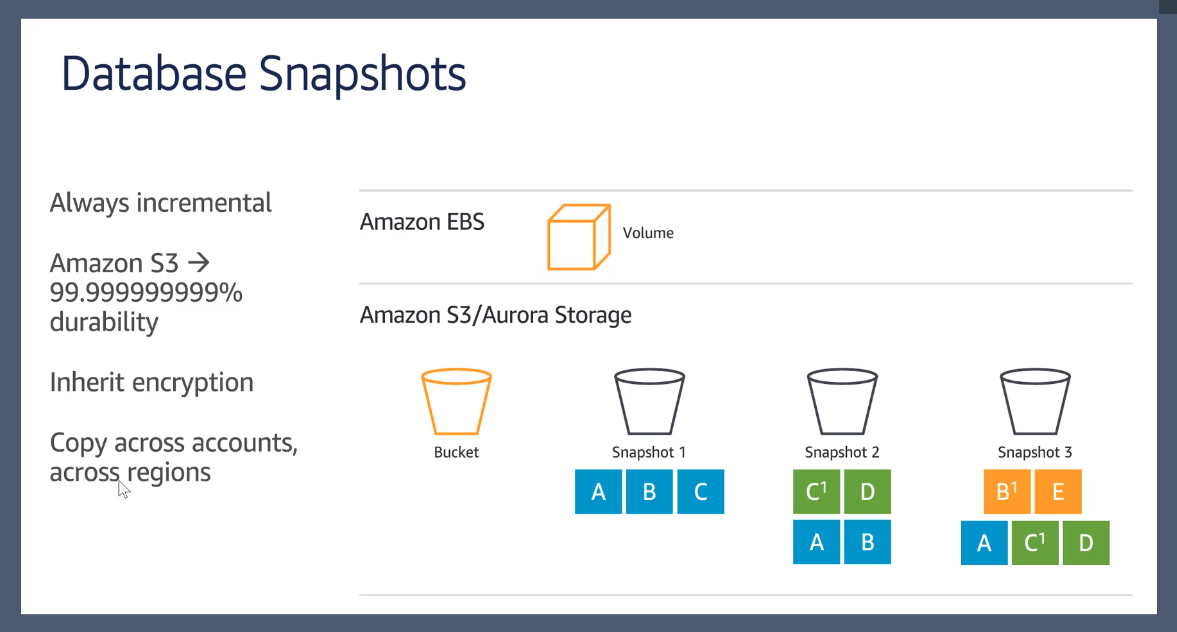 Database Snapshots
Always incremental
Amazon S3 →
99.999999999%
durability
Inherit encryption
Copy across accounts,
across regions
Amazon EBS
Volume
Amazon S3/Aurora Storage
Bucket
Snapshot 1
A B C
Snapshot 2
C¹ D
A B
Snapshot 3
B¹ E
A C¹ D